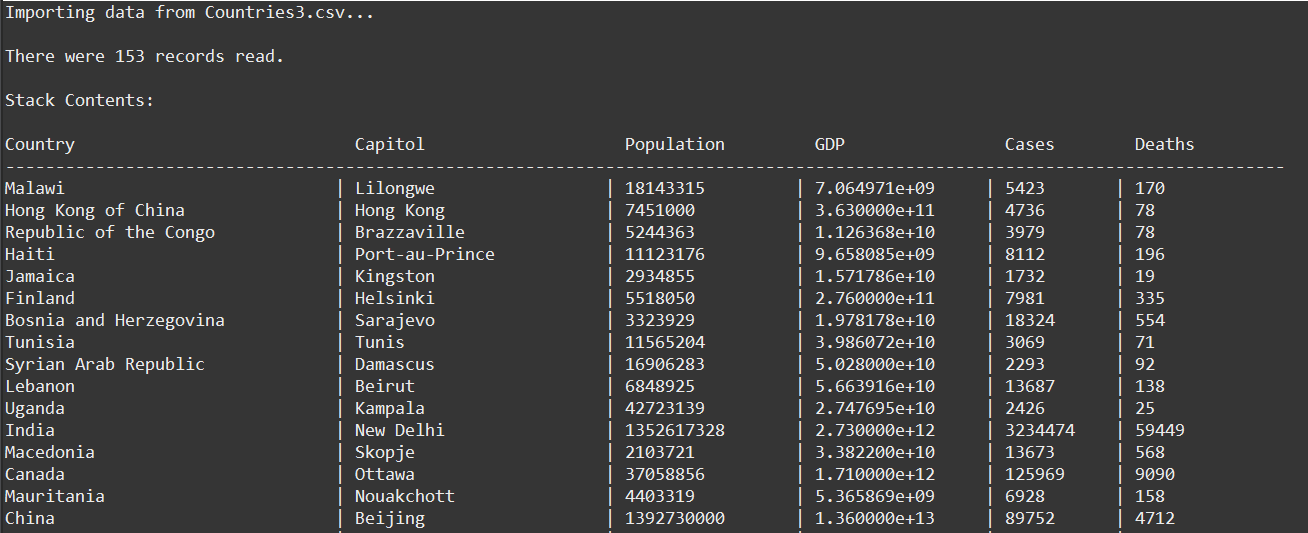 Importing data from Countries3.csv...
There were 153 records read.
Stack Contents:
Country Capitol Population GDP Cases Deaths
--------------------------------------------------------------------------------------------------------------------------------
Malawi | Lilongwe | 18143315 | 7.064971e+09 | 5423 | 170
Hong Kong of China | Hong Kong | 7451000 | 3.630000e+11 | 4736 | 78
Republic of the Congo | Brazzaville | 5244363 | 1.126368e+10 | 3979 | 78
Haiti | Port-au-Prince | 11123176 | 9.658085e+09 | 8112 | 196
Jamaica | Kingston | 2934855 | 1.571786e+10 | 1732 | 19
Finland | Helsinki | 5518050 | 2.760000e+11 | 7981 | 335
Bosnia and Herzegovina | Sarajevo | 3323929 | 1.978178e+10 | 18324 | 554
Tunisia | Tunis | 11565204 | 3.986072e+10 | 3069 | 71
Syrian Arab Republic | Damascus | 16906283 | 5.028000e+10 | 2293 | 92
Lebanon | Beirut | 6848925 | 5.663916e+10 | 13687 | 138
Uganda | Kampala | 42723139 | 2.747695e+10 | 2426 | 25
India | New Delhi | 1352617328 | 2.730000e+12 | 3234474 | 59449
Macedonia | Skopje | 2103721 | 3.382200e+10 | 13673 | 568
Canada | Ottawa | 37058856 | 1.710000e+12 | 125969 | 9090
Mauritania | Nouakchott | 4403319 | 5.365869e+09 | 6928 | 158
China | Beijing | 1392730000 | 1.360000e+13 | 89752 | 4712